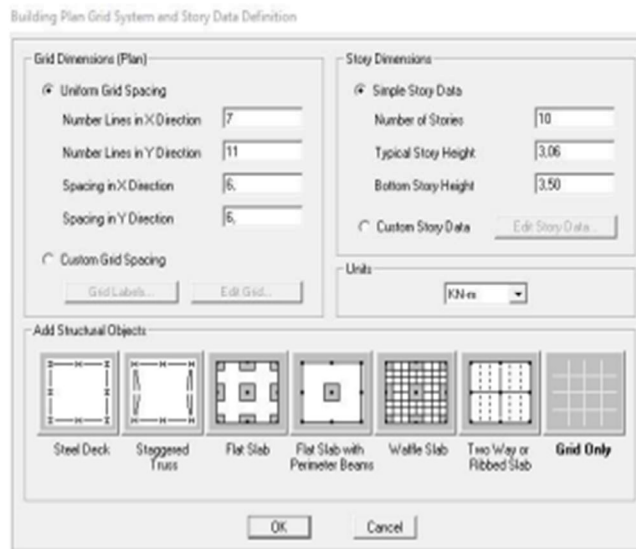 Building Plan Grid System and Story Data Definition
Grid Dimensions (Plan)
Uniform Grid Spacing
Number Lines in X Direction 7
Number Lines in Y Direction 11
Spacing in X Direction 6,
Spacing in Y Direction 6,
Custom Grid Spacing
Grid Labels... Edit Grid...
Story Dimensions
Simple Story Data
Number of Stories 10
Typical Story Height 3,06
Bottom Story Height 3,50
Custom Story Data Edit Story Data...
Units
KN-m
Add Structural Objects
Steel Deck
Staggered
Truss
Flat Slab
Flat Slab with
Perimeter Beams
Waffle Slab
Two Way or
Ribbed Slab
Grid Only
OK Cancel